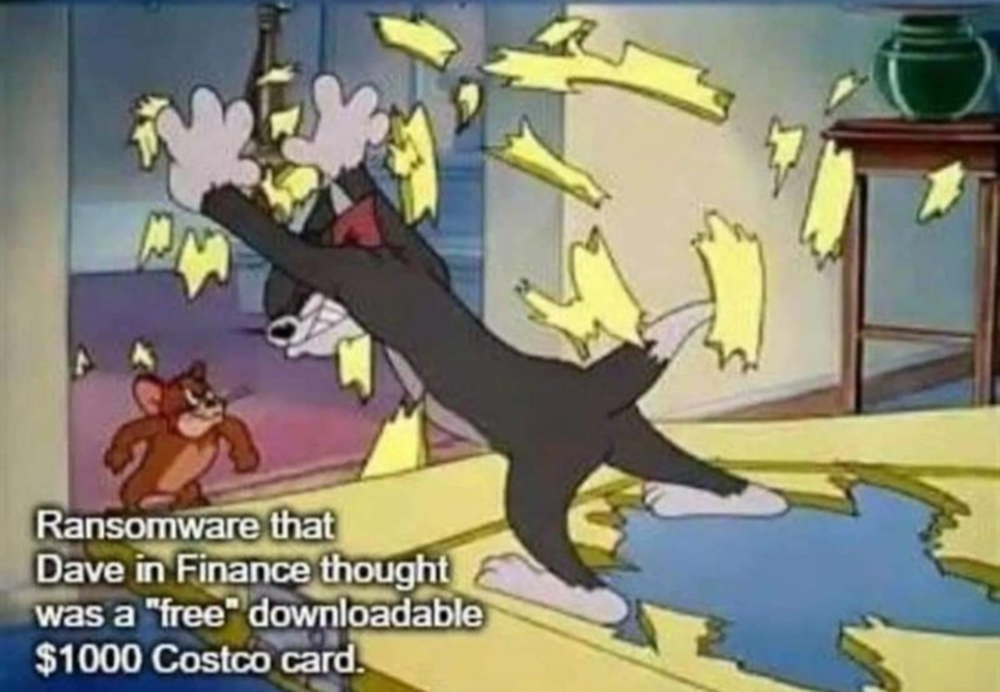 Ransomware that
Dave in Finance thought
was a "free" downloadable
$1000 Costco card.